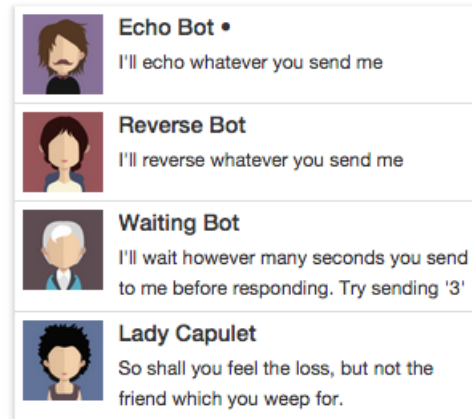 Echo Bot •
I'll echo whatever you send me
Reverse Bot
I'll reverse whatever you send me
Waiting Bot
I'll wait however many seconds you send
to me before responding. Try sending '3'
Lady Capulet
So shall you feel the loss, but not the
friend which you weep for.